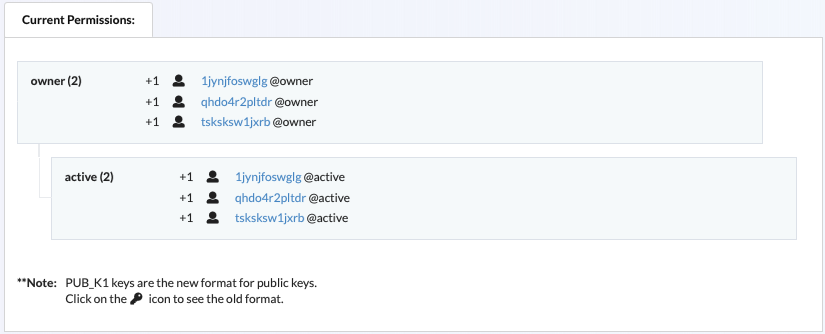 Current Permissions:
owner (2) +1 1jynjfoswglg @owner
+1 qhdo4r2pltdr @owner
+1 tsksksw1jxrb @owner
active (2) +1 1jynjfoswglg @active
+1 qhdo4r2pltdr @active
+1 tsksksw1jxrb @active
**Note: PUB_K1 keys are the new format for public keys.
Click on the icon to see the old format.